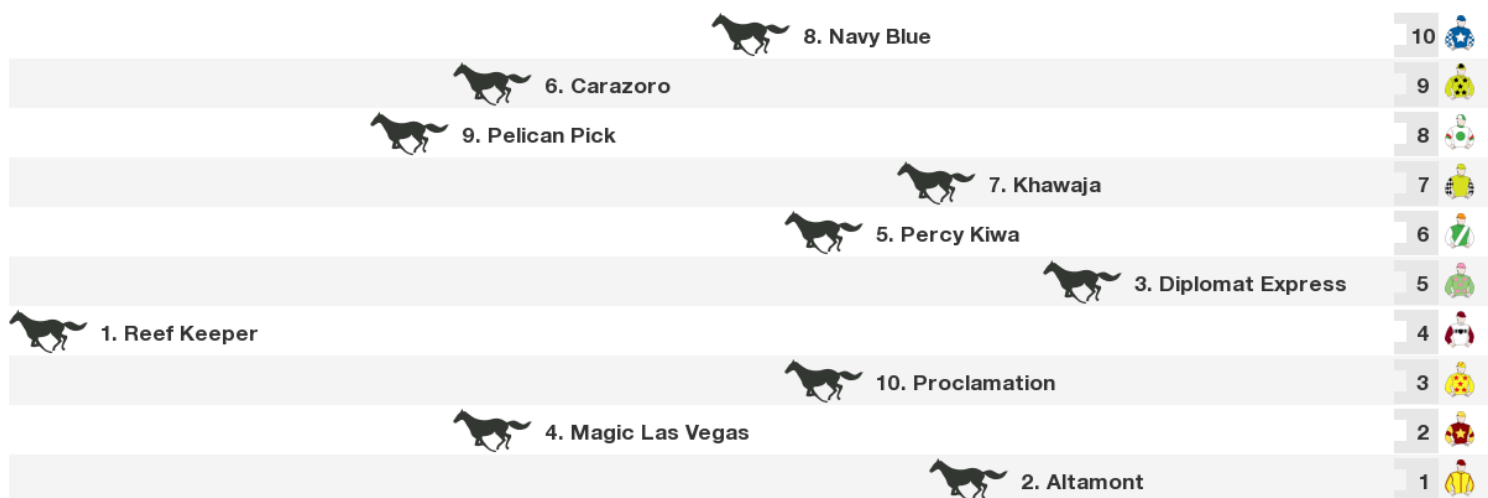 8. Navy Blue 10
6. Carazoro 9
9. Pelican Pick 8
7. Khawaja 7
5. Percy Kiwa 6
3. Diplomat Express 5
1. Reef Keeper 4
10. Proclamation 3
4. Magic Las Vegas 2
2. Altamont 1